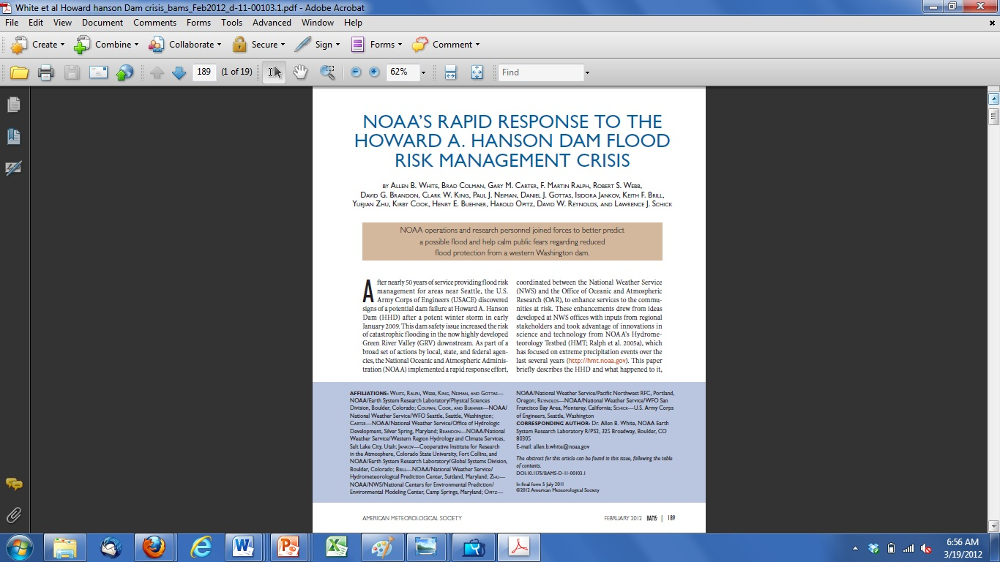 White et al Howard hanson Dam crisis_bams_Feb2012_d-11-00103.1.pdf - Adobe Acrobat
File Edit View Document Comments Forms Tools Advanced Window Help
Create Combine Collaborate Secure Sign Forms Comment
189 (1 of 19) 62% Find
NOAA'S RAPID RESPONSE TO THE
HOWARD A. HANSON DAM FLOOD
RISK MANAGEMENT CRISIS
BY ALLEN B. WHITE, BRAD COLMAN, GARY M. CARTER, F. MARTIN RALPH, ROBERT S. WEBB,
DAVID G. BRANDON, CLARK W. KING, PAUL J. NEIMAN, DANIEL J. GOTTAS, ISIDORA JANKOV, KEITH F. BRILL,
YUEJIAN ZHU, KIRBY COOK, HENRY E. BUEHNER, HAROLD OPITZ, DAVID W. REYNOLDS, AND LAWRENCE J. SCHICK
NOAA operations and research personnel joined forces to better predict
a possible flood and help calm public fears regarding reduced
flood protection from a western Washington dam.
After nearly 50 years of service providing flood risk
management for areas near Seattle, the U.S.
Army Corps of Engineers (USACE) discovered
signs of a potential dam failure at Howard A. Hanson
Dam (HHD) after a potent winter storm in early
January 2009. This dam safety issue increased the risk
of catastrophic flooding in the now highly developed
Green River Valley (GRV) downstream. As part of a
broad set of actions by local, state, and federal agen-
cies, the National Oceanic and Atmospheric Adminis-
tration (NOAA) implemented a rapid response effort,
coordinated between the National Weather Service
(NWS) and the Office of Oceanic and Atmospheric
Research (OAR), to enhance services to the commu-
nities at risk. These enhancements drew from ideas
developed at NWS offices with inputs from regional
stakeholders and took advantage of innovations in
science and technology from NOAA's Hydrome-
teorology Testbed (HMT; Ralph et al. 2005a), which
has focused on extreme precipitation events over the
last several years (http://hmt.noaa.gov). This paper
briefly describes the HHD and what happened to it,
AFFILIATIONS: WHITE, RALPH, WEBB, KING, NEIMAN, AND GOTTAS—
NOAA/Earth System Research Laboratory/Physical Sciences
Division, Boulder, Colorado; COLMAN, COOK, AND BUEHNER—NOAA/
National Weather Service/WFO Seattle, Seattle, Washington;
CARTER—NOAA/National Weather Service/Office of Hydrologic
Development, Silver Spring, Maryland; BRANDON—NOAA/National
Weather Service/Western Region Hydrology and Climate Services,
Salt Lake City, Utah; JANKOV—Cooperative Institute for Research
in the Atmosphere, Colorado State University, Fort Collins, and
NOAA/Earth System Research Laboratory/Global Systems Division,
Boulder, Colorado; BRILL—NOAA/National Weather Service/
Hydrometeorological Prediction Center, Suitland, Maryland; ZHU—
NOAA/NWS/National Centers for Environmental Prediction/
Environmental Modeling Center, Camp Springs, Maryland; OPITZ—
NOAA/National Weather Service/Pacific Northwest RFC, Portland,
Oregon; REYNOLDS—NOAA/National Weather Service/WFO San
Francisco Bay Area, Monterey, California; SCHICK—U.S. Army Corps
of Engineers, Seattle, Washington
CORRESPONDING AUTHOR: Dr. Allen B. White, NOAA Earth
System Research Laboratory R/PS2, 325 Broadway, Boulder, CO
80305
E-mail: allen.b.white@noaa.gov
The abstract for this article can be found in this issue, following the table
of contents.
DOI:10.1175/BAMS-D-11-00103.1
In final form 5 July 2011
©2012 American Meteorological Society
AMERICAN METEOROLOGICAL SOCIETY FEBRUARY 2012 BAMS | 189
6:56 AM
3/19/2012